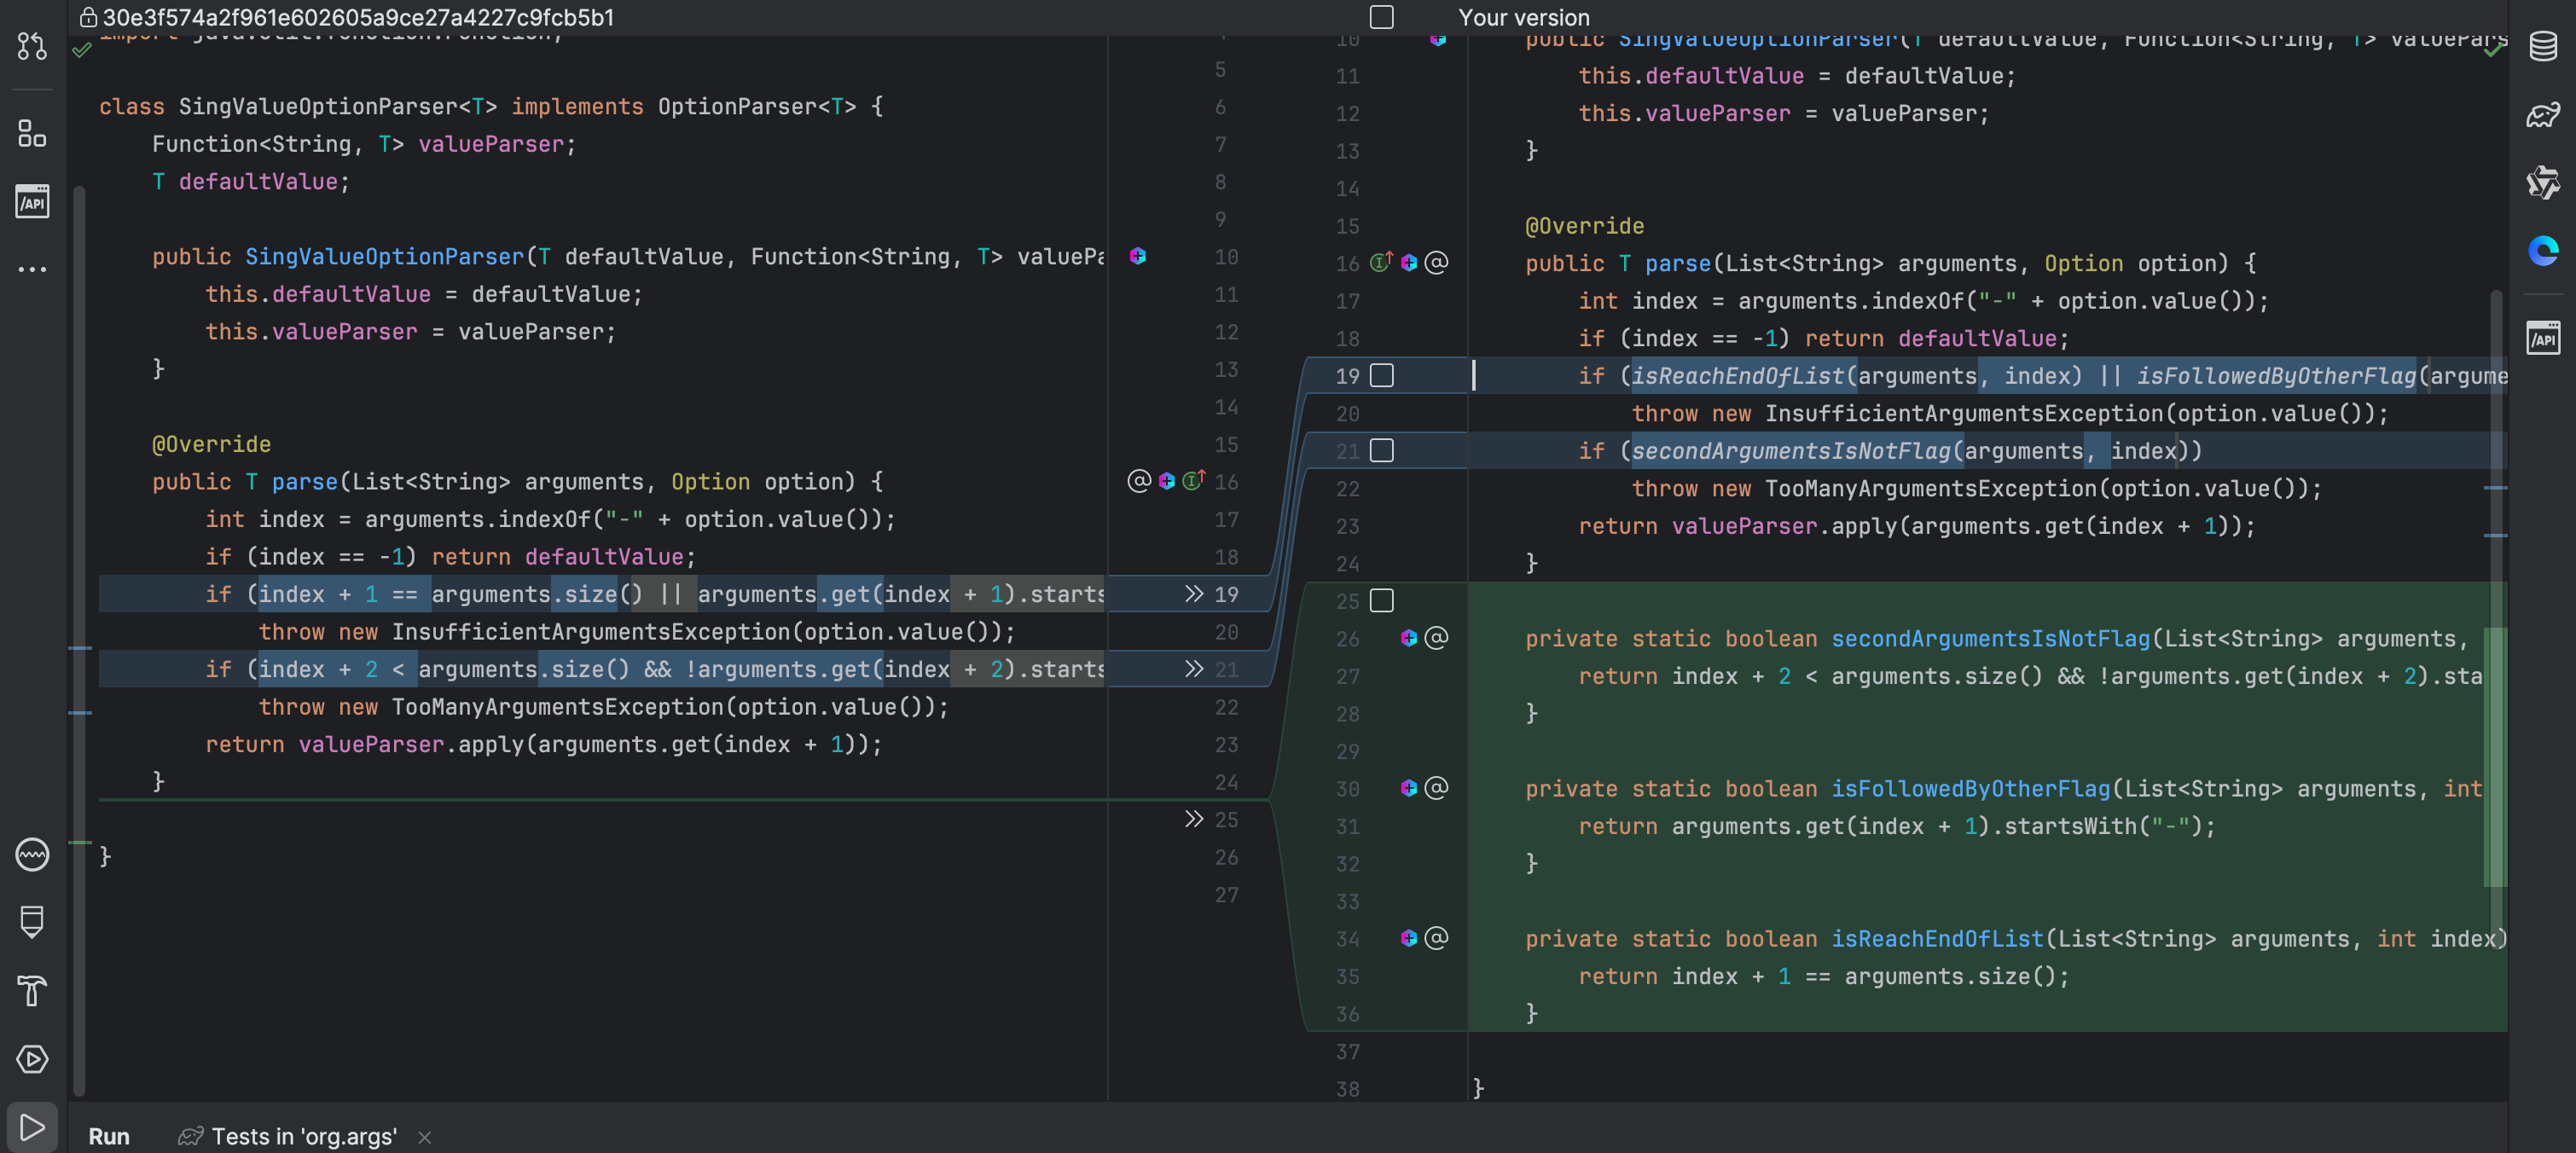 30e3f574a2f961e602605a9ce27a4227c9fcb5b1
import java.util.function.Function;
class SingValueOptionParser<T> implements OptionParser<T> {
Function<String, T> valueParser;
T defaultValue;
public SingValueOptionParser(T defaultValue, Function<String, T> valuePa
this.defaultValue = defaultValue;
this.valueParser = valueParser;
}
@Override
public T parse(List<String> arguments, Option option) {
int index = arguments.indexOf("-" + option.value());
if (index == -1) return defaultValue;
if (index + 1 == arguments.size() || arguments.get(index + 1).starts
throw new InsufficientArgumentsException(option.value());
if (index + 2 < arguments.size() && !arguments.get(index + 2).starts
throw new TooManyArgumentsException(option.value());
return valueParser.apply(arguments.get(index + 1));
}
}
5
6
7
8
9
10
11
12
13
14
15
16
17
18
19
20
21
22
23
24
25
26
27
Your version
10 public SingValueOptionParser(T defaultValue, Function<String, T> valuePars
11 this.defaultValue = defaultValue;
12 this.valueParser = valueParser;
13 }
14
15 @Override
16 public T parse(List<String> arguments, Option option) {
17 int index = arguments.indexOf("-" + option.value());
18 if (index == -1) return defaultValue;
19 if (isReachEndOfList(arguments, index) || isFollowedByOtherFlag(argume
20 throw new InsufficientArgumentsException(option.value());
21 if (secondArgumentsIsNotFlag(arguments, index))
22 throw new TooManyArgumentsException(option.value());
23 return valueParser.apply(arguments.get(index + 1));
24 }
25
26 private static boolean secondArgumentsIsNotFlag(List<String> arguments,
27 return index + 2 < arguments.size() && !arguments.get(index + 2).sta
28 }
29
30 private static boolean isFollowedByOtherFlag(List<String> arguments, int
31 return arguments.get(index + 1).startsWith("-");
32 }
33
34 private static boolean isReachEndOfList(List<String> arguments, int index)
35 return index + 1 == arguments.size();
36 }
37
38 }
/API
/API
Run Tests in 'org.args'